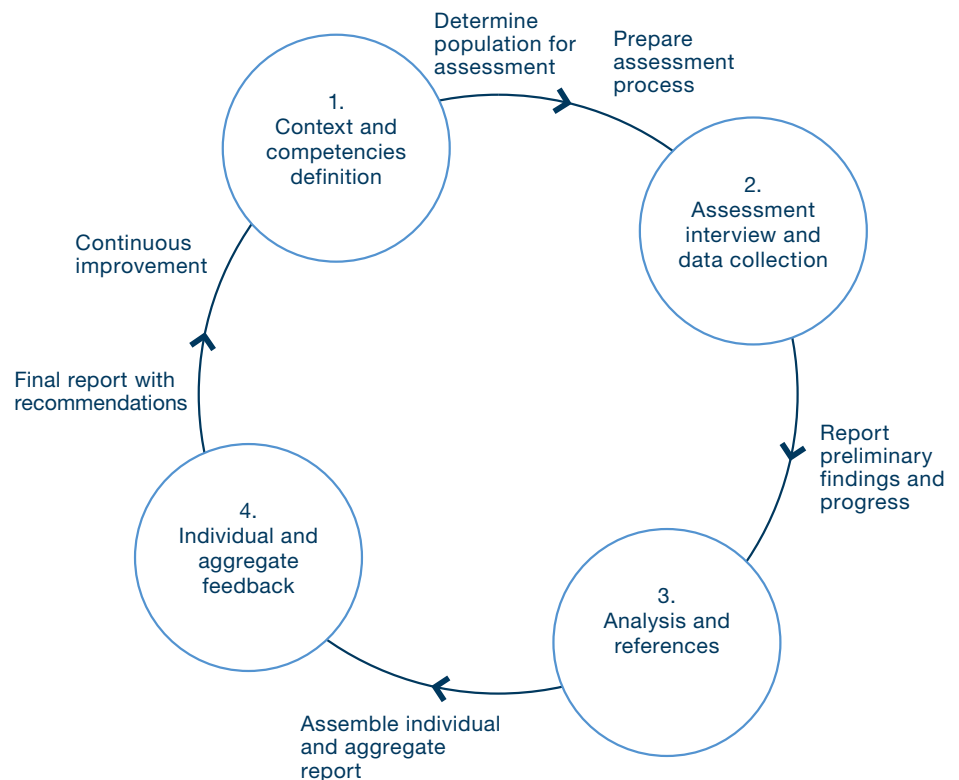 Determine
population for
assessment
Prepare
assessment
process
1.
Context and
competencies
definition
2.
Assessment
interview and
data collection
Continuous
improvement
Final report with
recommendations
Report
preliminary
findings and
progress
4.
Individual and
aggregate
feedback
3.
Analysis and
references
Assemble individual
and aggregate
report